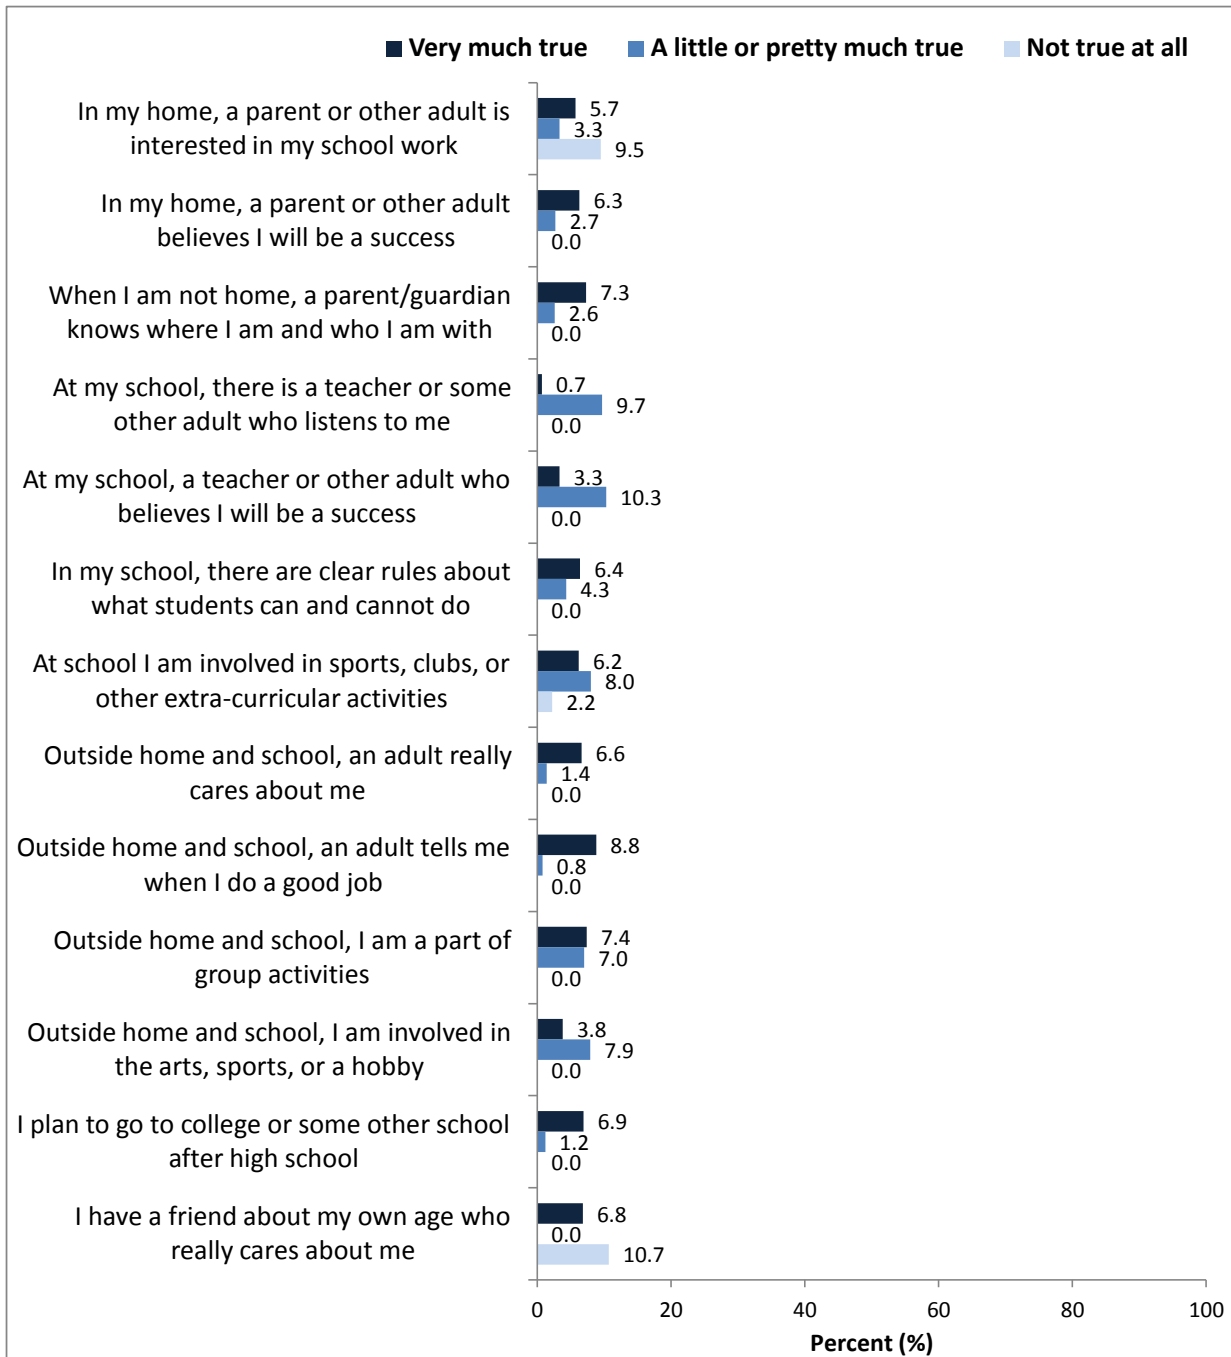 Very much true A little or pretty much true Not true at all
In my home, a parent or other adult is
interested in my school work
5.7
3.3
9.5
In my home, a parent or other adult
believes I will be a success
6.3
2.7
0.0
When I am not home, a parent/guardian
knows where I am and who I am with
7.3
2.6
0.0
At my school, there is a teacher or some
other adult who listens to me
0.7
9.7
0.0
At my school, a teacher or other adult who
believes I will be a success
3.3
10.3
0.0
In my school, there are clear rules about
what students can and cannot do
6.4
4.3
0.0
At school I am involved in sports, clubs, or
other extra-curricular activities
6.2
8.0
2.2
Outside home and school, an adult really
cares about me
6.6
1.4
0.0
Outside home and school, an adult tells me
when I do a good job
8.8
0.8
0.0
Outside home and school, I am a part of
group activities
7.4
7.0
0.0
Outside home and school, I am involved in
the arts, sports, or a hobby
3.8
7.9
0.0
I plan to go to college or some other school
after high school
6.9
1.2
0.0
I have a friend about my own age who
really cares about me
6.8
0.0
10.7
0 20 40 60 80 100
Percent (%)